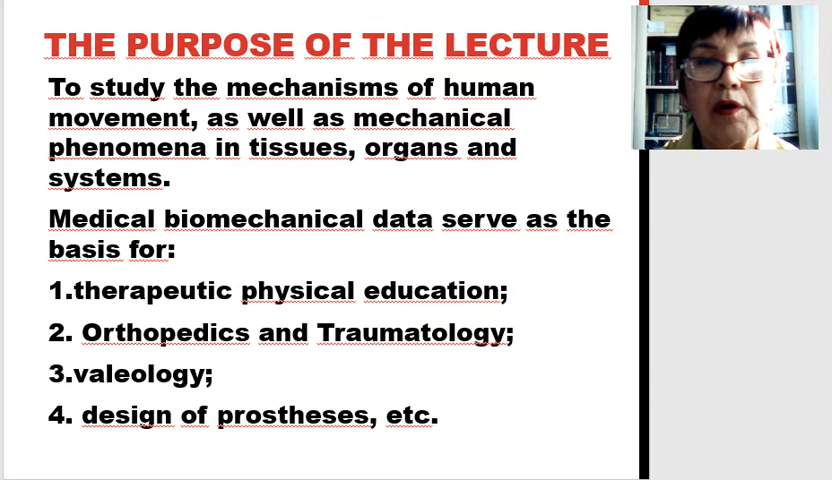 THE PURPOSE OF THE LECTURE
To study the mechanisms of human
movement, as well as mechanical
phenomena in tissues, organs and
systems.
Medical biomechanical data serve as the
basis for:
1.therapeutic physical education;
2. Orthopedics and Traumatology;
3.valeology;
4. design of prostheses, etc.